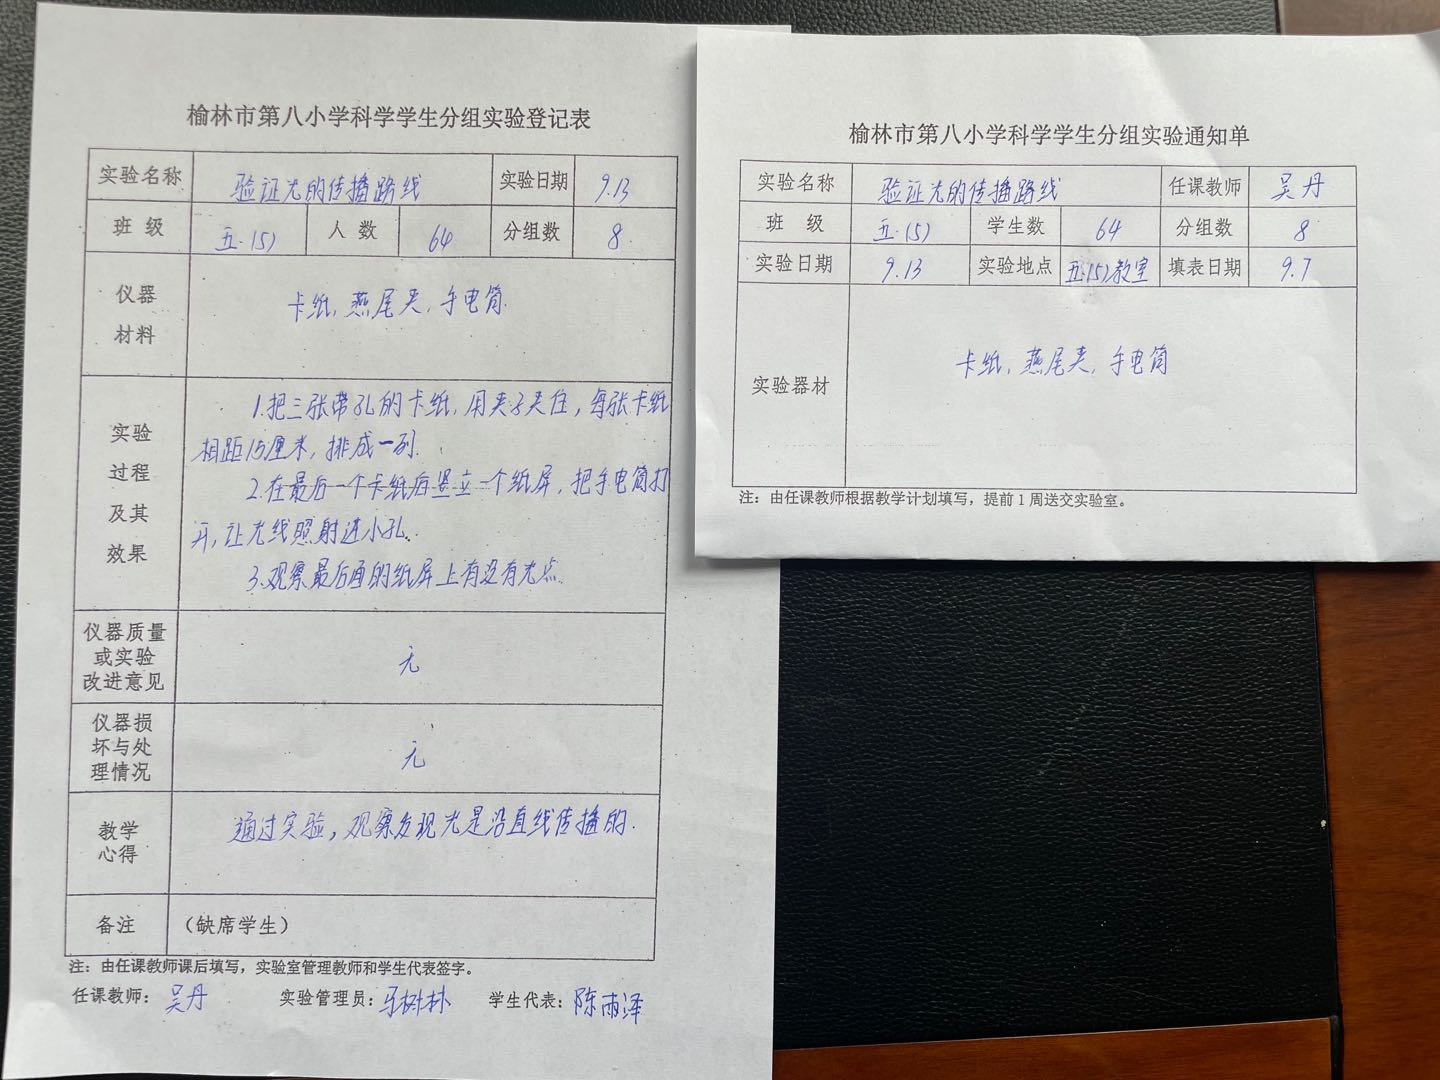 榆林市第八小学科学学生分组实验登记表
实验名称 验证光的传播路线 实验日期 9.13
班 级 五.(5) 人 数 64 分组数 8
仪器
材料
卡纸,燕尾夹,手电筒.
实验
过程
及其
效果
1.把三张带孔的卡纸,用夹子夹住,每张卡纸
相距15厘米,排成一列.
2.在最后一个卡纸后竖立一个纸屏,把手电筒打
开,让光线照射进小孔.
3.观察最后面的纸屏上有没有光点.
仪器质量
或实验
改进意见
无
仪器损
坏与处
理情况
无
教学
心得
通过实验,观察发现光是沿直线传播的.
备注 (缺席学生)
注:由任课教师课后填写,实验室管理教师和学生代表签字。
任课教师:吴丹 实验管理员:马树林 学生代表:陈雨泽
榆林市第八小学科学学生分组实验通知单
实验名称 验证光的传播路线 任课教师 吴丹
班 级 五.(5) 学生数 64 分组数 8
实验日期 9.13 实验地点 五.(5)教室 填表日期 9.7
实验器材 卡纸,燕尾夹,手电筒
注:由任课教师根据教学计划填写,提前1周送交实验室。